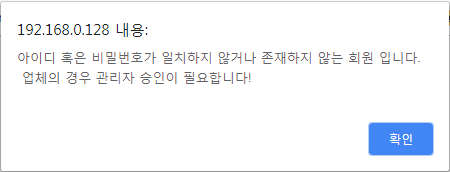 192.168.0.128 내용:
아이디 혹은 비밀번호가 일치하지 않거나 존재하지 않는 회원 입니다.
업체의 경우 관리자 승인이 필요합니다!
확인